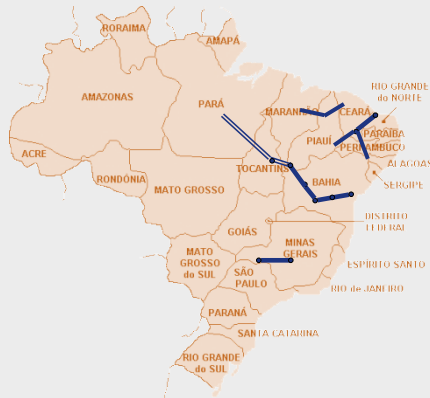 RORAIMA
AMAPÁ
AMAZONAS
PARÁ
MARANHÃO
CEARÁ
RIO GRANDE
do NORTE
PARAÍBA
PIAUÍ
PERNAMBUCO
ALAGOAS
SERGIPE
ACRE
RONDÔNIA
TOCANTINS
BAHIA
MATO GROSSO
DISTRITO
FEDERAL
GOIÁS
MINAS
GERAIS
MATO
GROSSO
do SUL
ESPÍRITO SANTO
SÃO
PAULO
RIO de JANEIRO
PARANÁ
SANTA CATARINA
RIO GRANDE
do SUL